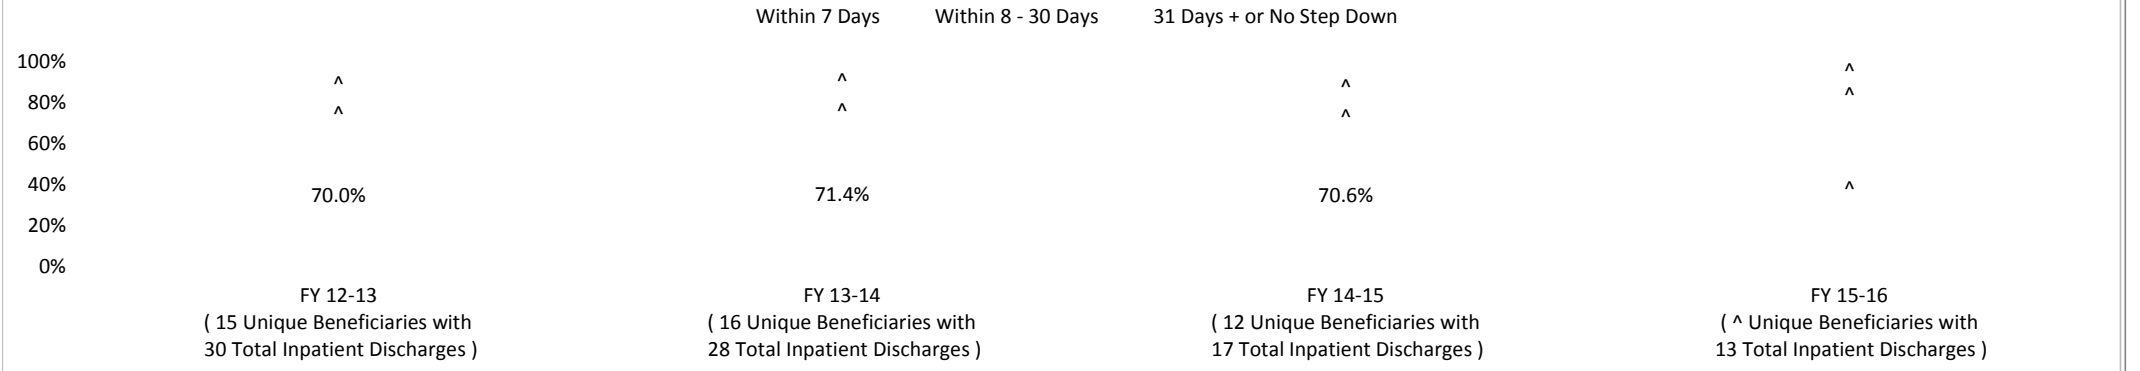 Within 7 Days Within 8 - 30 Days 31 Days + or No Step Down
100%
80%
60%
40%
20%
0%
^ ^ ^ ^
^ ^ ^ ^
70.0% 71.4% 70.6% ^
FY 12-13
( 15 Unique Beneficiaries with
30 Total Inpatient Discharges )
FY 13-14
( 16 Unique Beneficiaries with
28 Total Inpatient Discharges )
FY 14-15
( 12 Unique Beneficiaries with
17 Total Inpatient Discharges )
FY 15-16
( ^ Unique Beneficiaries with
13 Total Inpatient Discharges )